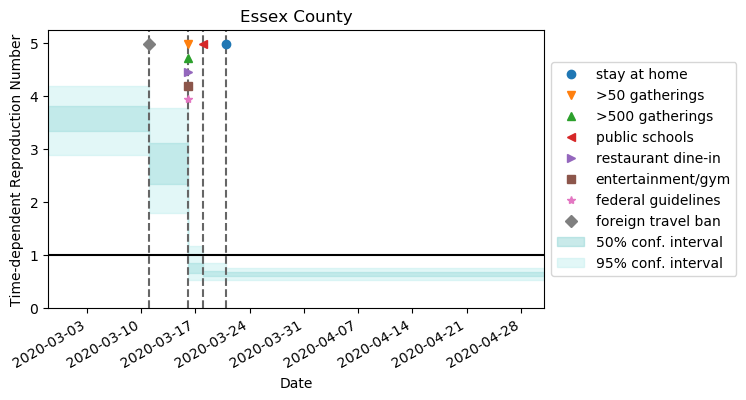 Essex County
Time-dependent Reproduction Number
5
4
3
2
1
0
2020-03-03
2020-03-10
2020-03-17
2020-03-24
2020-03-31
2020-04-07
2020-04-14
2020-04-21
2020-04-28
Date
stay at home
>50 gatherings
>500 gatherings
public schools
restaurant dine-in
entertainment/gym
federal guidelines
foreign travel ban
50% conf. interval
95% conf. interval